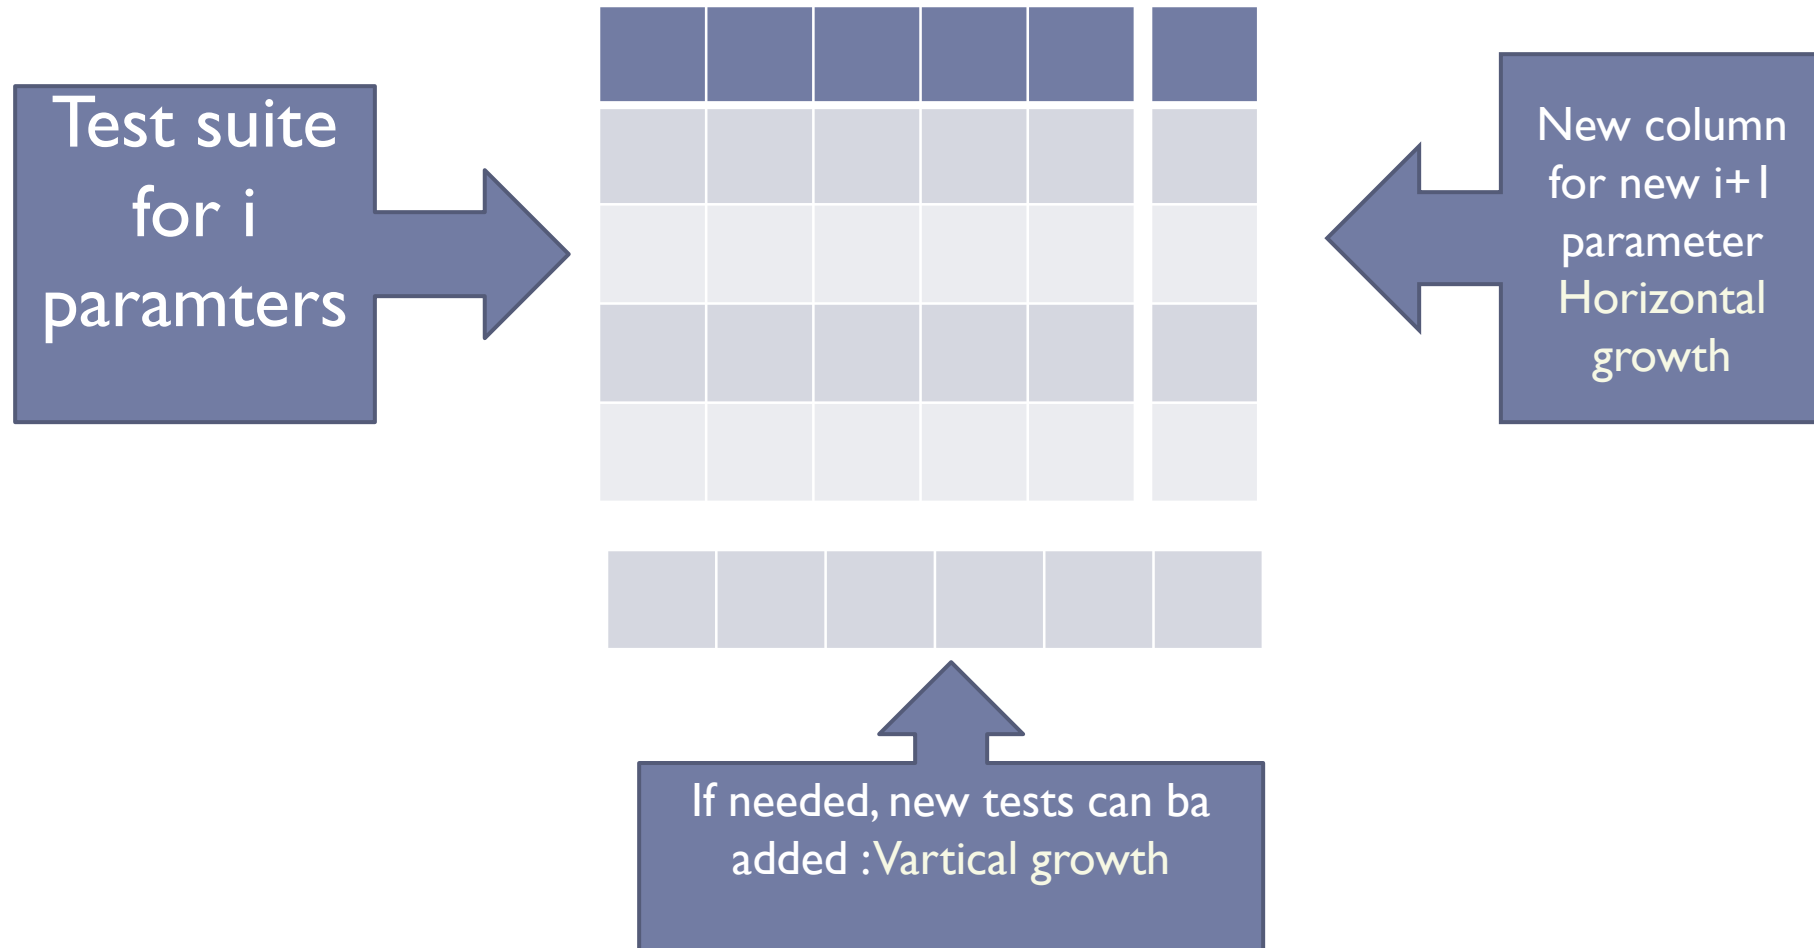 Test suite
for i
paramters
New column
for new i+1
parameter
Horizontal
growth
If needed, new tests can ba
added : Vartical growth